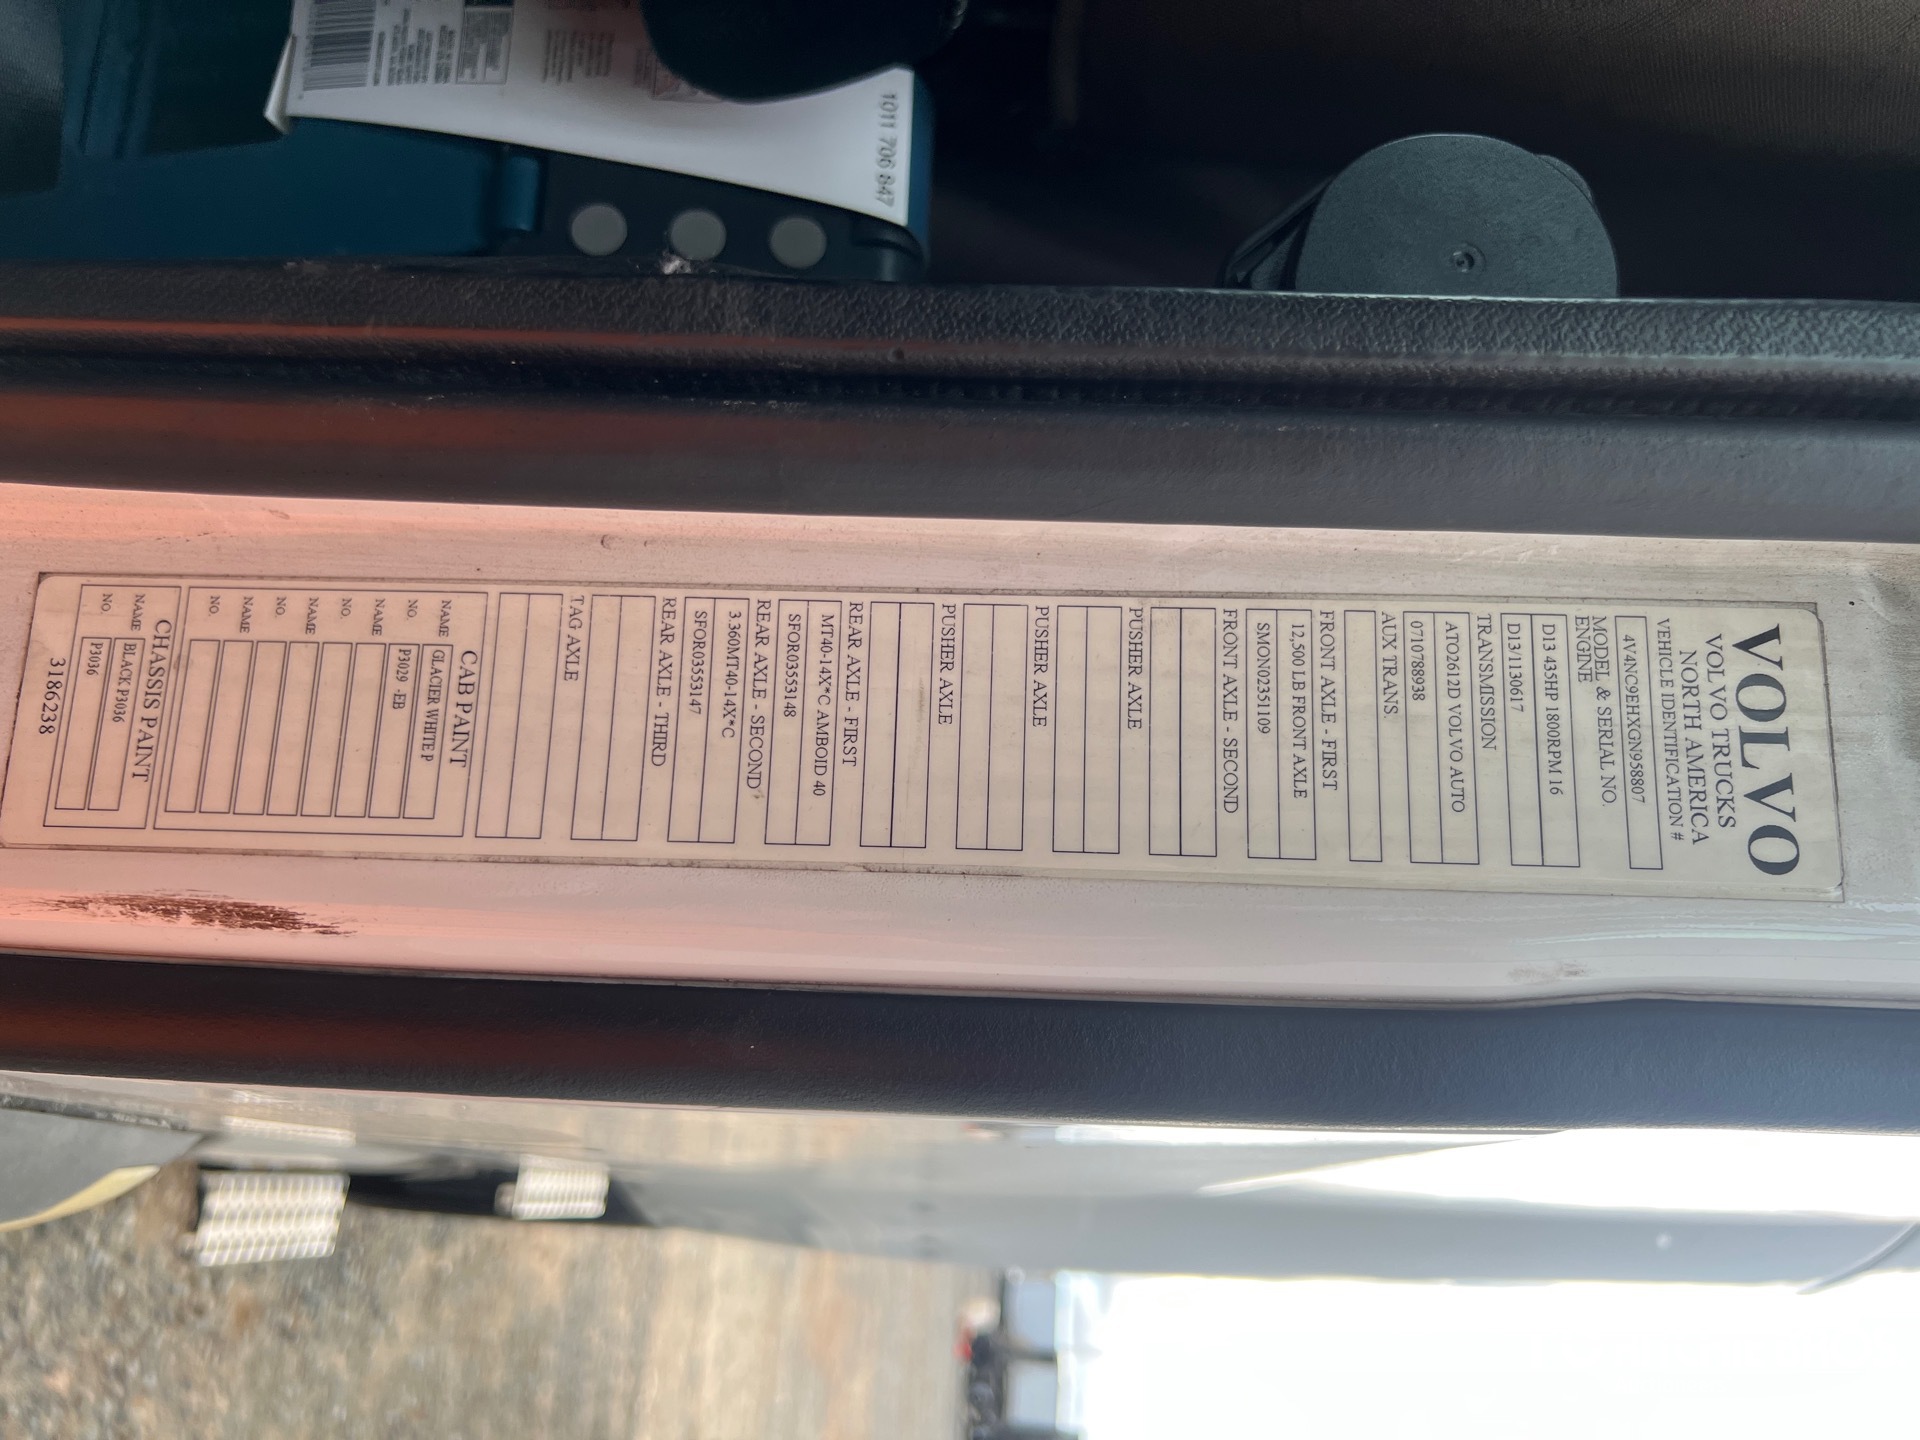 VOLVO
VOLVO TRUCKS
NORTH AMERICA
VEHICLE IDENTIFICATION #
4V4NC9EHXGN958807
MODEL & SERIAL NO.
ENGINE
D13 435HP 1800RPM 16
D13/1130617
TRANSMISSION
ATO2612D VOLVO AUTO
0710788938
AUX TRANS.
FRONT AXLE - FIRST
12,500 LB FRONT AXLE
SMON02351109
FRONT AXLE - SECOND
PUSHER AXLE
PUSHER AXLE
PUSHER AXLE
REAR AXLE - FIRST
MT40-14X*C AMBOID 40
SFOR03553148
REAR AXLE - SECOND
3.360MT40-14X*C
SFOR03553147
REAR AXLE - THIRD
TAG AXLE
CAB PAINT
NAME GLACIER WHITE P
NO. P3029 -EB
NAME
NO.
NAME
NO.
NAME
NO.
CHASSIS PAINT
NAME BLACK P3036
NO. P3036
3186238
1011 706 847